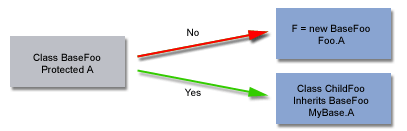 Class BaseFoo
Protected A
No
F = new BaseFoo
Foo.A
Yes
Class ChildFoo
Inherits BaseFoo
MyBase.A